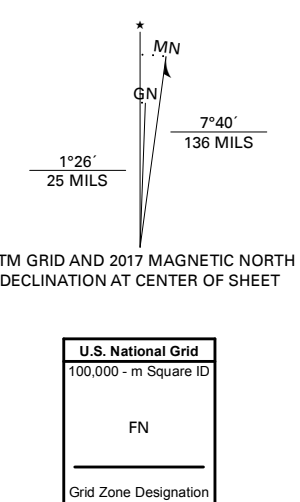 ★
MN
GN
7°40´
136 MILS
1°26´
25 MILS
TM GRID AND 2017 MAGNETIC NORTH
DECLINATION AT CENTER OF SHEET
U.S. National Grid
100,000 - m Square ID
FN
Grid Zone Designation